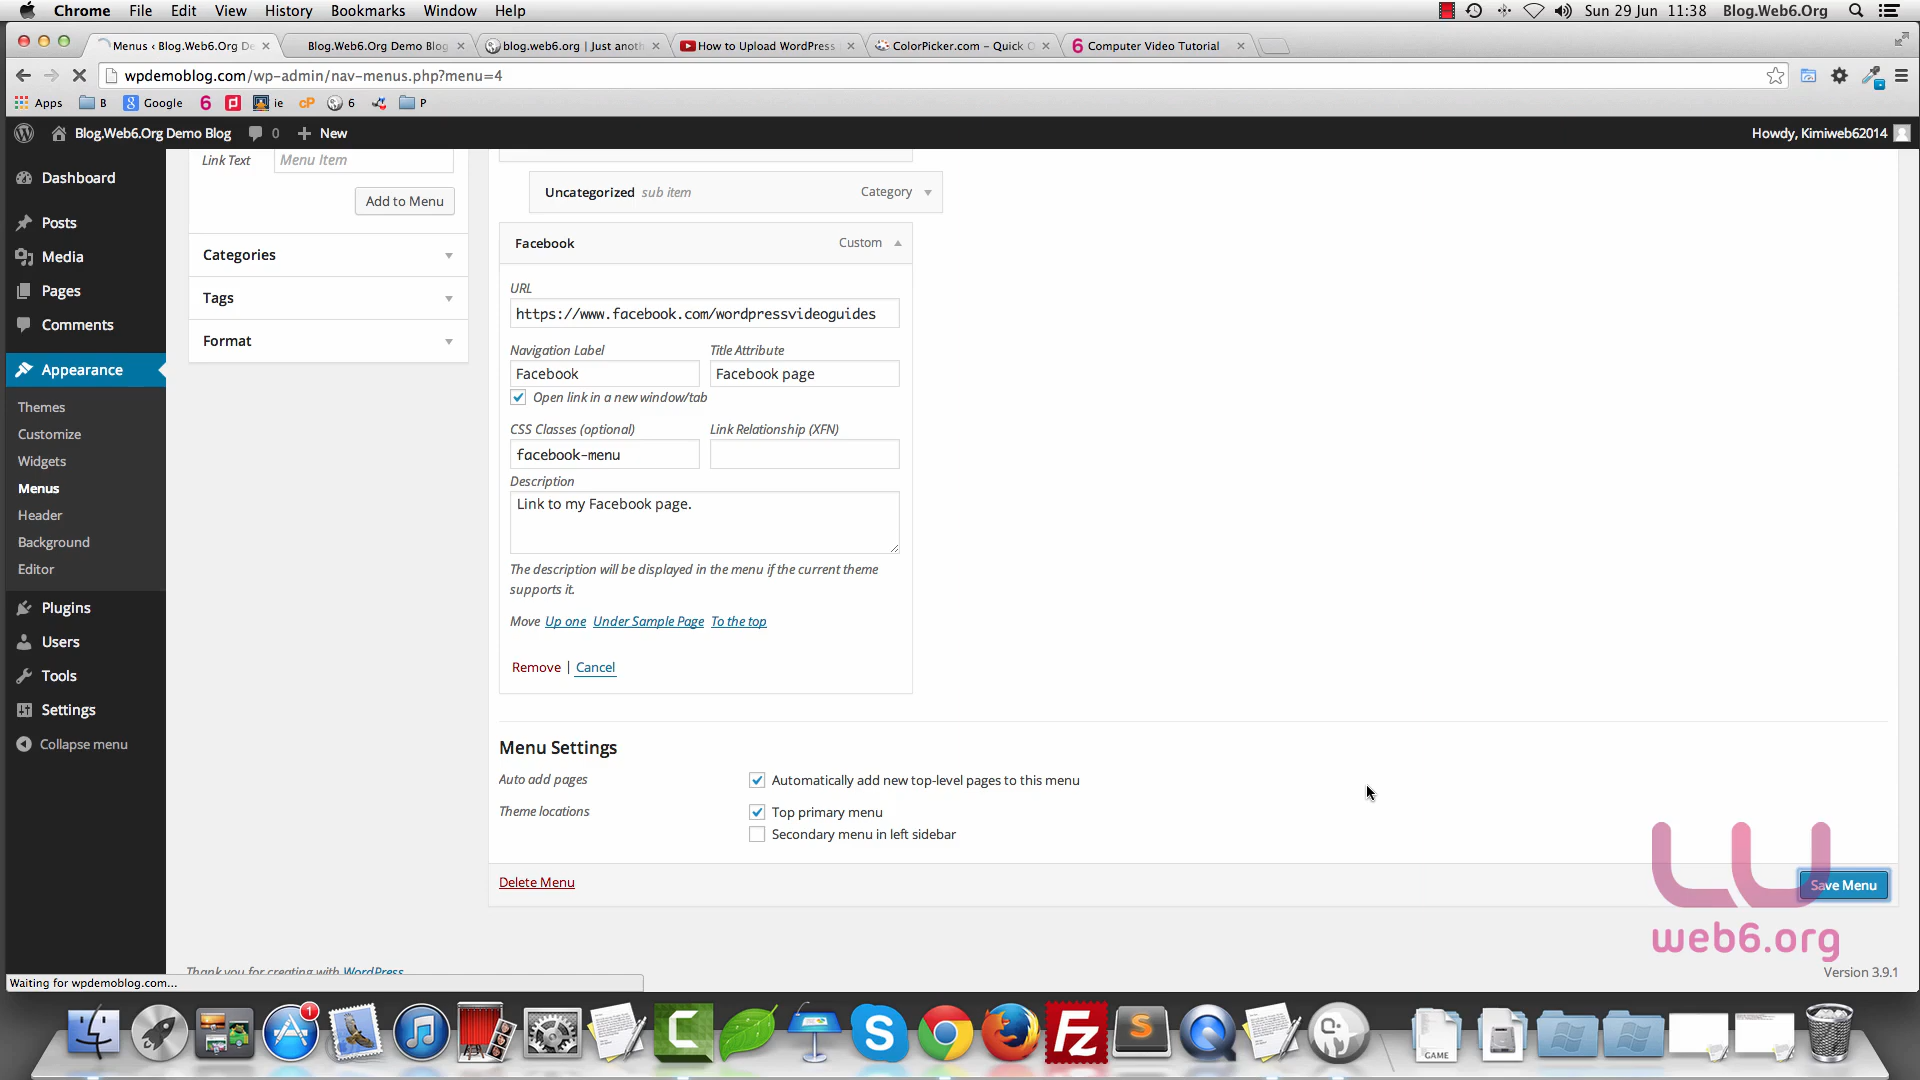 Chrome File Edit View History Bookmarks Window Help
Sun 29 Jun 11:38 Blog.Web6.Org
Menus ‹ Blog.Web6.Org De
Blog.Web6.Org Demo Blog
blog.web6.org | Just anot
How to Upload WordPress
ColorPicker.com – Quick
Computer Video Tutorial
wpdemoblog.com/wp-admin/nav-menus.php?menu=4
Apps B Google 6 ie cP 6 P
Blog.Web6.Org Demo Blog 0 New
Howdy, Kimiweb62014
Dashboard
Posts
Media
Pages
Comments
Appearance
Themes
Customize
Widgets
Menus
Header
Background
Editor
Plugins
Users
Tools
Settings
Collapse menu
Link Text Menu Item
Add to Menu
Categories
Tags
Format
Uncategorized sub item Category
Facebook Custom
URL
https://www.facebook.com/wordpressvideoguides
Navigation Label Title Attribute
Facebook Facebook page
Open link in a new window/tab
CSS Classes (optional) Link Relationship (XFN)
facebook-menu
Description
Link to my Facebook page.
The description will be displayed in the menu if the current theme
supports it.
Move Up one Under Sample Page To the top
Remove | Cancel
Menu Settings
Auto add pages Automatically add new top-level pages to this menu
Theme locations Top primary menu
Secondary menu in left sidebar
Delete Menu
Save Menu
web6.org
Thank you for creating with WordPress
Version 3.9.1
Waiting for wpdemoblog.com...
1
GAME